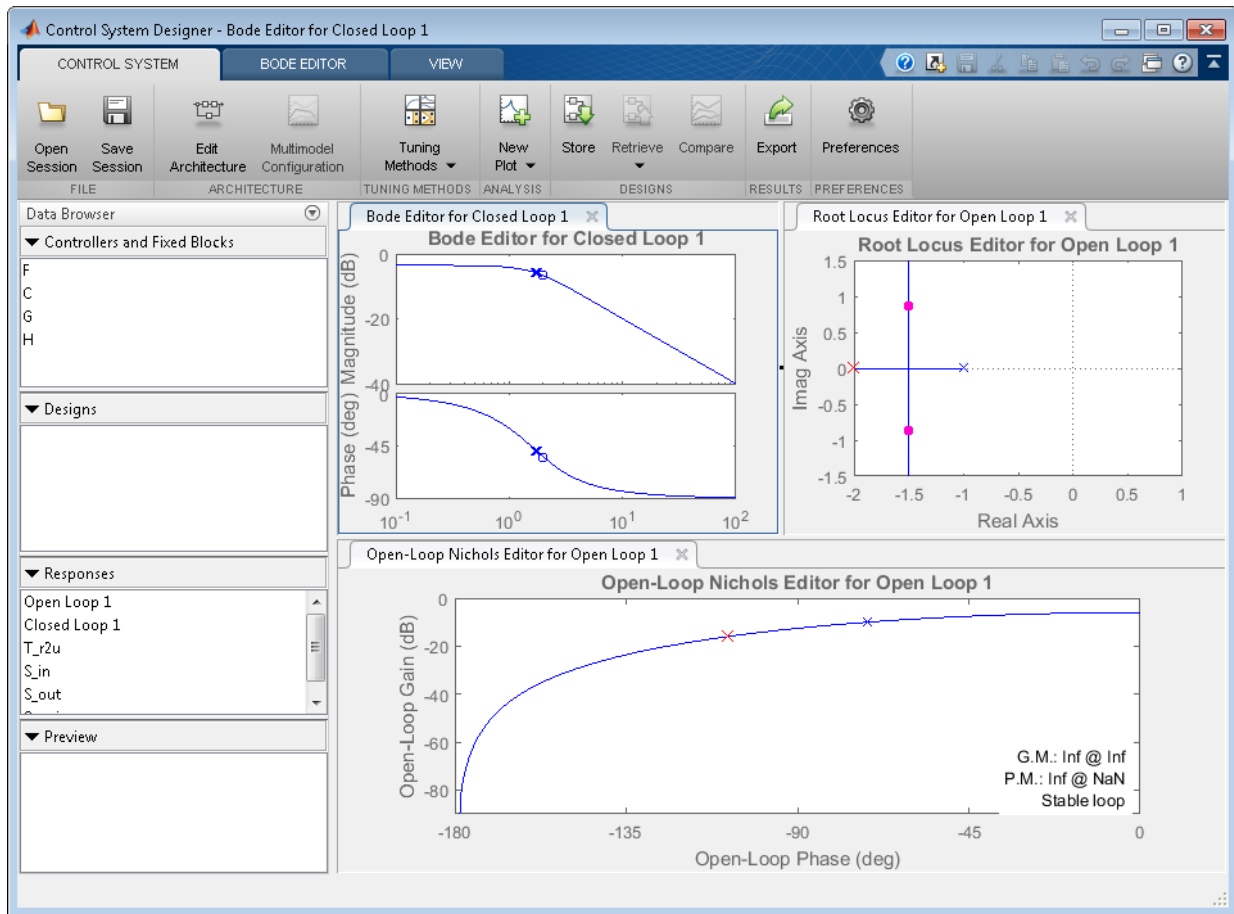 Control System Designer - Bode Editor for Closed Loop 1
CONTROL SYSTEM BODE EDITOR VIEW
Open Session
Save Session
Edit Architecture
Multimodel Configuration
Tuning Methods
New Plot
Store
Retrieve
Compare
Export
Preferences
FILE ARCHITECTURE TUNING METHODS ANALYSIS DESIGNS RESULTS PREFERENCES
Data Browser
Controllers and Fixed Blocks
F
C
G
H
Designs
Responses
Open Loop 1
Closed Loop 1
T_r2u
S_in
S_out
Preview
Bode Editor for Closed Loop 1
Bode Editor for Closed Loop 1
Magnitude (dB)
0
-20
-40
Phase (deg)
0
-45
-90
10^-1 10^0 10^1 10^2
Root Locus Editor for Open Loop 1
Root Locus Editor for Open Loop 1
Imag Axis
1.5
1
0.5
0
-0.5
-1
-1.5
-2 -1.5 -1 -0.5 0 0.5 1
Real Axis
Open-Loop Nichols Editor for Open Loop 1
Open-Loop Nichols Editor for Open Loop 1
Open-Loop Gain (dB)
0
-20
-40
-60
-80
G.M.: Inf @ Inf
P.M.: Inf @ NaN
Stable loop
-180 -135 -90 -45 0
Open-Loop Phase (deg)